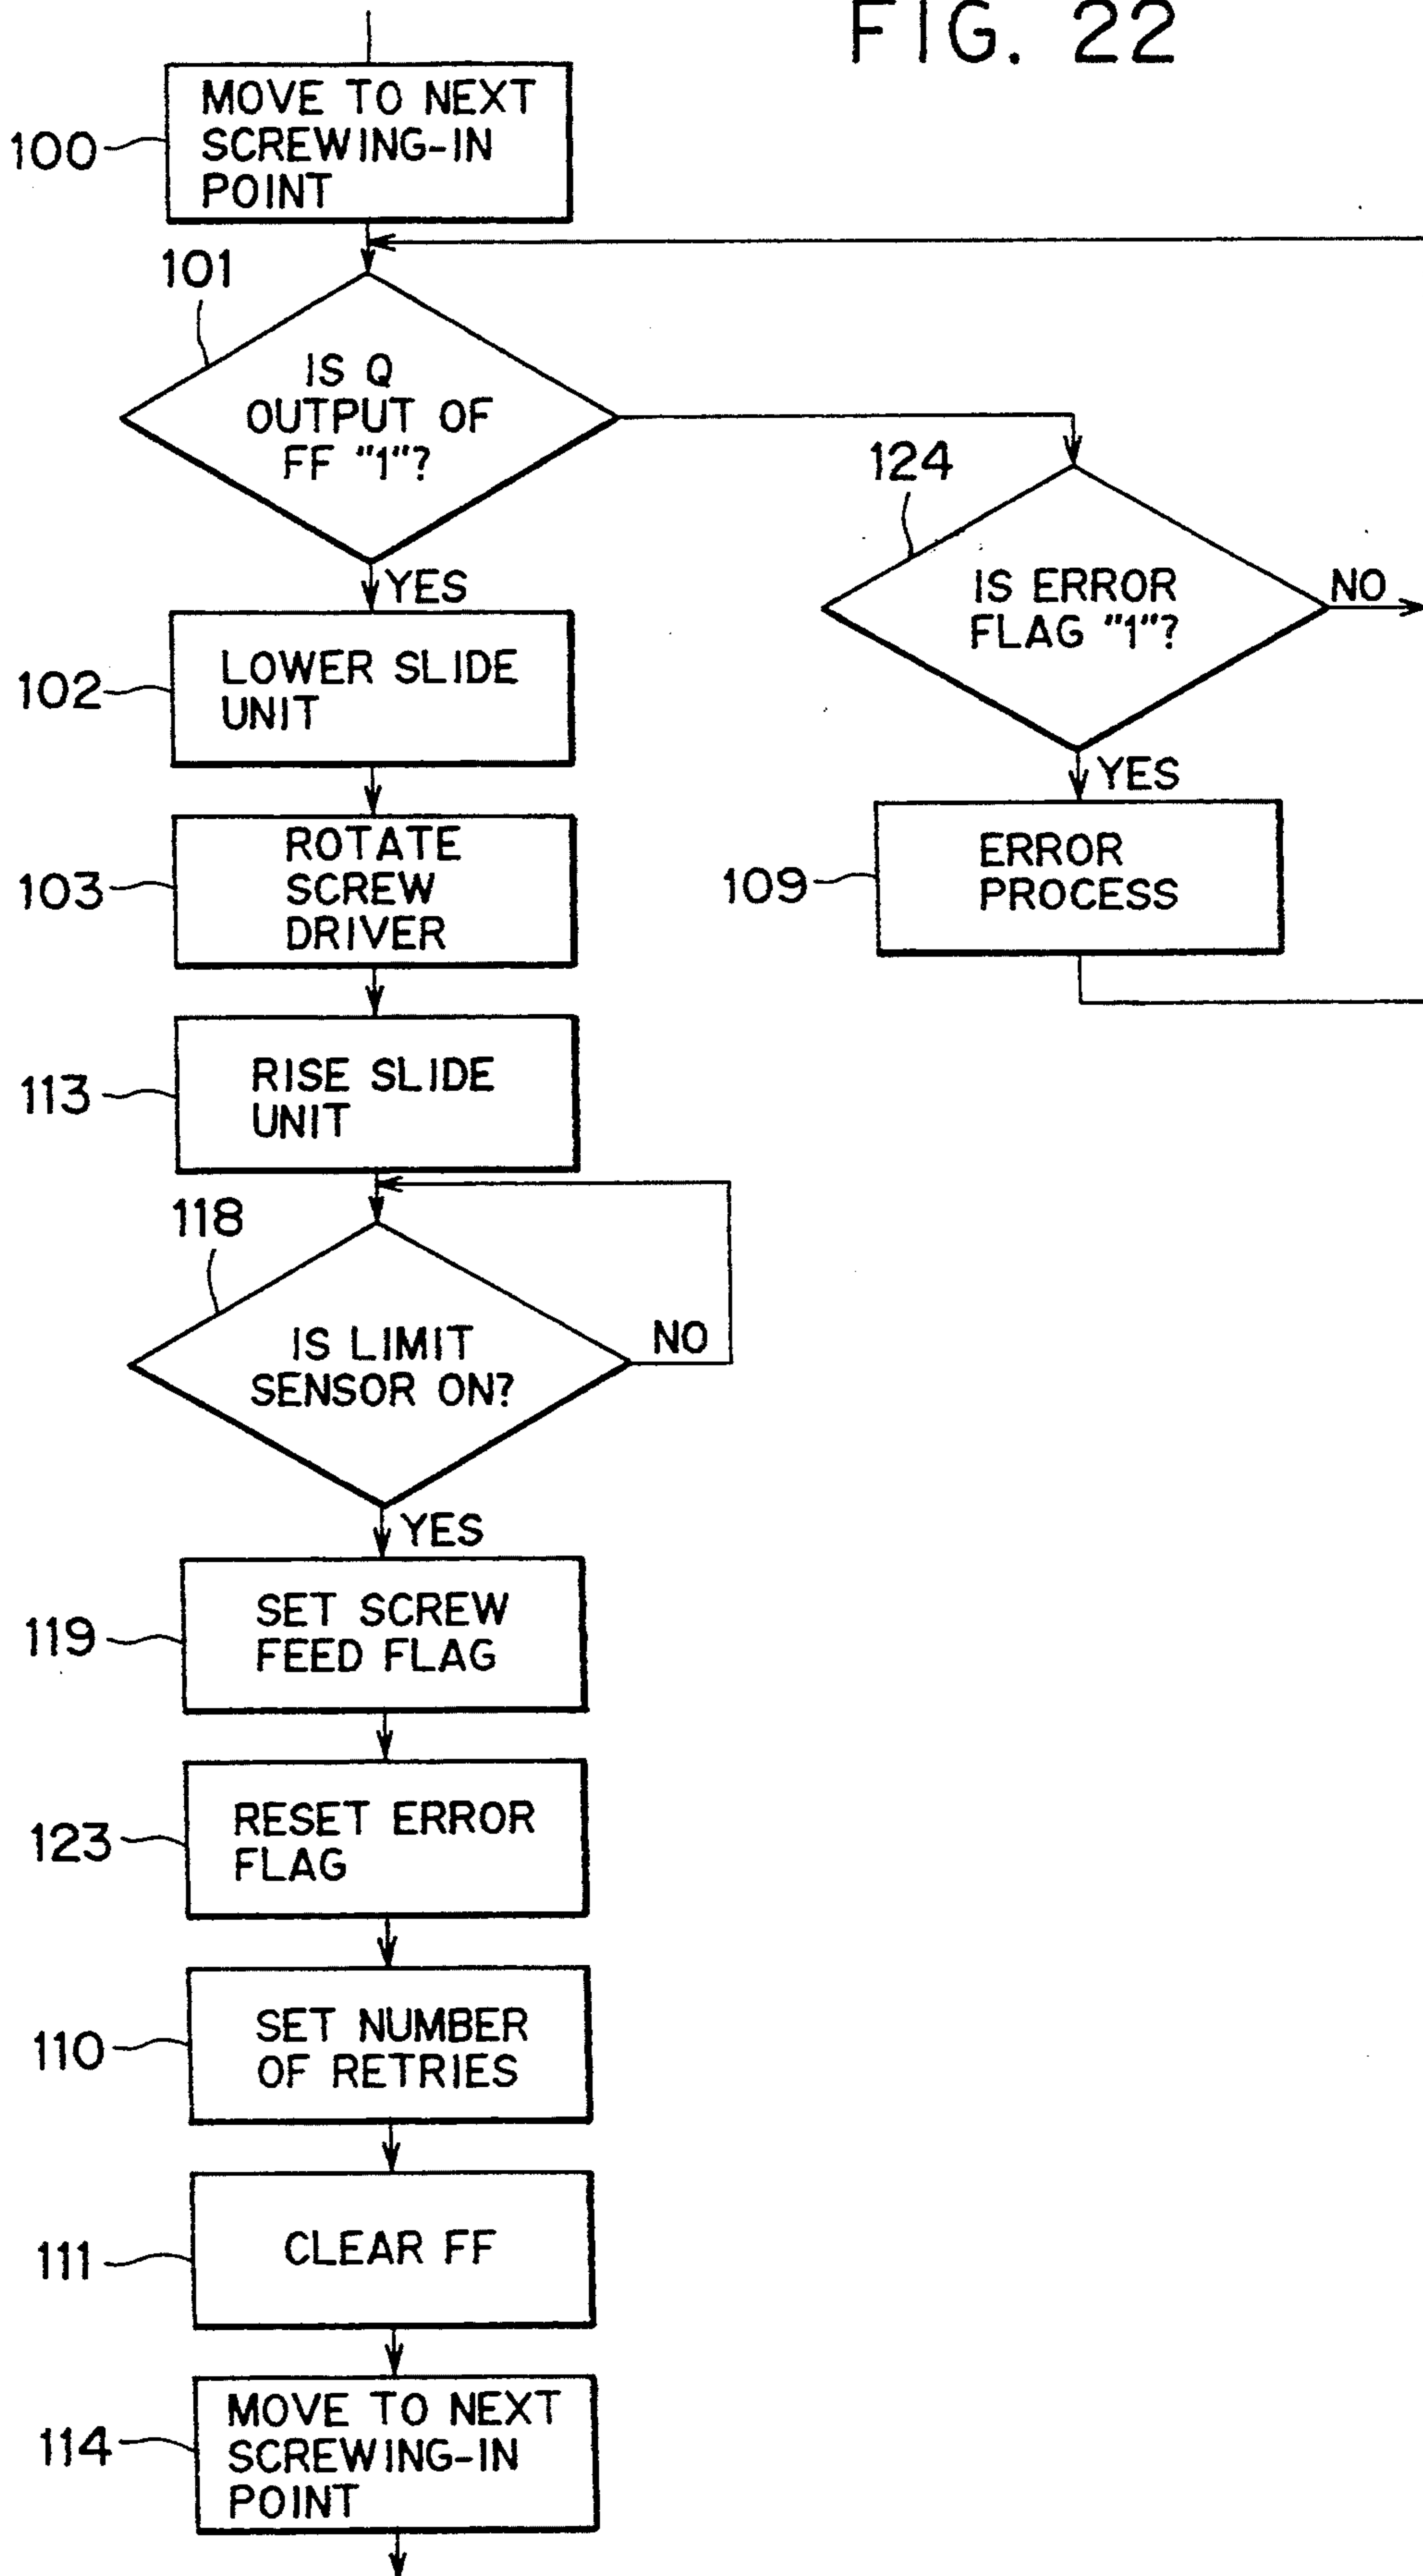 FIG. 22
100
MOVE TO NEXT
SCREWING-IN
POINT
101
IS Q
OUTPUT OF
FF "1"?
YES
124
IS ERROR
FLAG "1"?
NO
YES
109
ERROR
PROCESS
102
LOWER SLIDE
UNIT
103
ROTATE
SCREW
DRIVER
113
RISE SLIDE
UNIT
118
IS LIMIT
SENSOR ON?
NO
YES
119
SET SCREW
FEED FLAG
123
RESET ERROR
FLAG
110
SET NUMBER
OF RETRIES
111
CLEAR FF
114
MOVE TO NEXT
SCREWING-IN
POINT